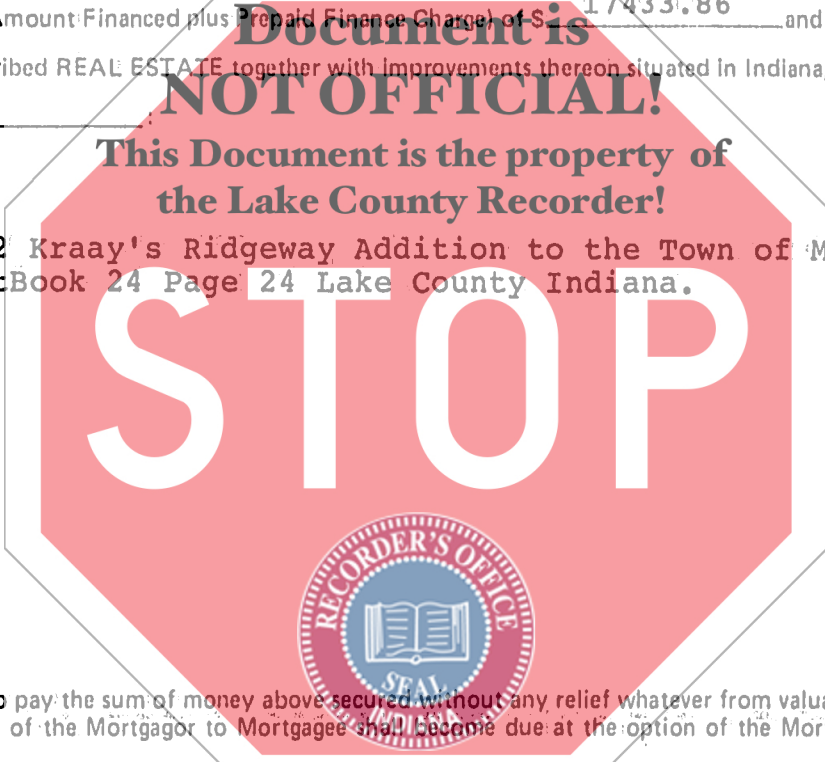 mount Financed plus Prepaid Finance Charge) of $ 17433.86 and
Document is
ribed REAL ESTATE together with improvements thereon situated in Indiana,
NOT OFFICIAL!
This Document is the property of
the Lake County Recorder!
2 Kraay's Ridgeway Addition to the Town of M
Book 24 Page 24 Lake County Indiana.
STOP
RECORDER'S OFFICE
SEAL
INDIANA
pay the sum of money above secured without any relief whatever from valua
of the Mortgagor to Mortgagee shall become due at the option of the Mor